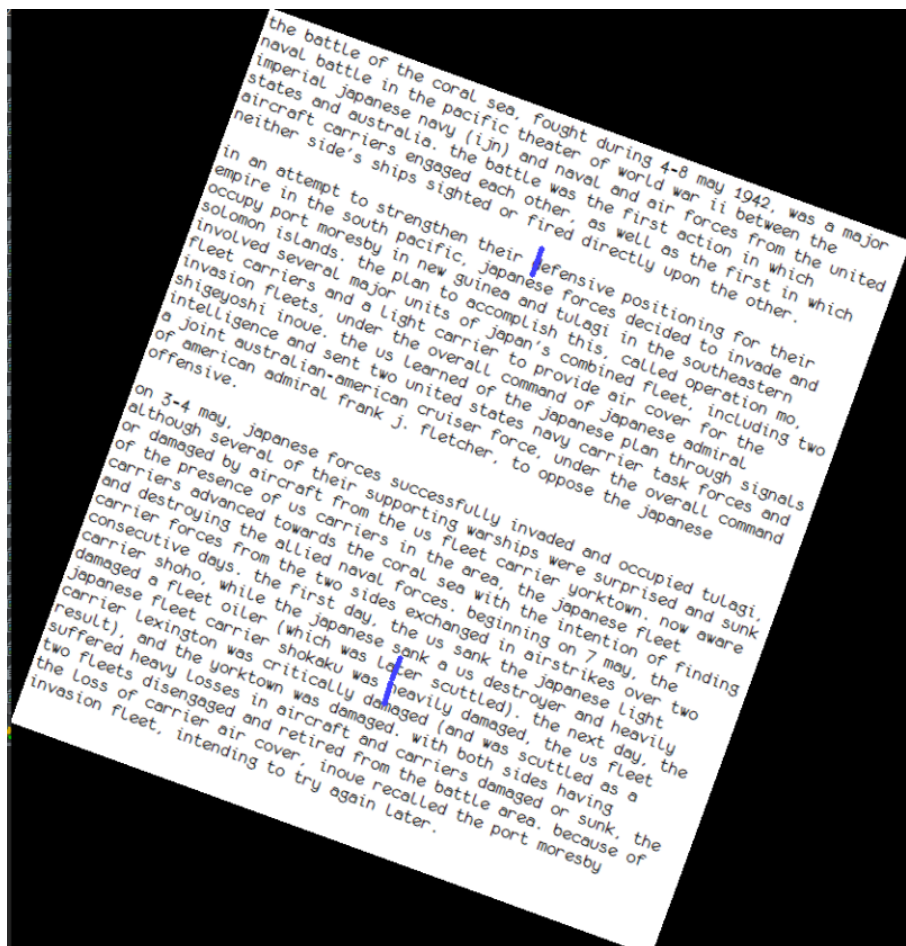 the battle of the coral sea, fought during 4-8 may 1942, was a major
naval battle in the pacific theater of world war ii between the
imperial japanese navy (ijn) and naval and air forces from the united
states and australia. the battle was the first action in which
aircraft carriers engaged each other, as well as the first in which
neither side's ships sighted or fired directly upon the other.
in an attempt to strengthen their defensive positioning for their
empire in the south pacific, japanese forces decided to invade and
occupy port moresby in new guinea and tulagi in the southeastern
solomon islands. the plan to accomplish this, called operation mo,
involved several major units of japan's combined fleet, including two
fleet carriers and a light carrier to provide air cover for the
invasion fleets, under the overall command of japanese admiral
shigeyoshi inoue. the us learned of the japanese plan through signals
intelligence and sent two united states navy carrier task forces and
a joint australian-american cruiser force, under the overall command
of american admiral frank j. fletcher, to oppose the japanese
offensive.
on 3-4 may, japanese forces successfully invaded and occupied tulagi,
although several of their supporting warships were surprised and sunk
or damaged by aircraft from the us fleet carrier yorktown. now aware
of the presence of us carriers in the area, the japanese fleet
carriers advanced towards the coral sea with the intention of finding
and destroying the allied naval forces. beginning on 7 may, the
carrier forces from the two sides exchanged in airstrikes over two
consecutive days. the first day, the us sank the japanese light
carrier shoho, while the japanese sank a us destroyer and heavily
damaged a fleet oiler (which was later scuttled). the next day, the
japanese fleet carrier shokaku was heavily damaged, the us fleet
carrier lexington was critically damaged (and was scuttled as a
result), and the yorktown was damaged. with both sides having
suffered heavy losses in aircraft and carriers damaged or sunk, the
two fleets disengaged and retired from the battle area. because of
the loss of carrier air cover, inoue recalled the port moresby
invasion fleet, intending to try again later.